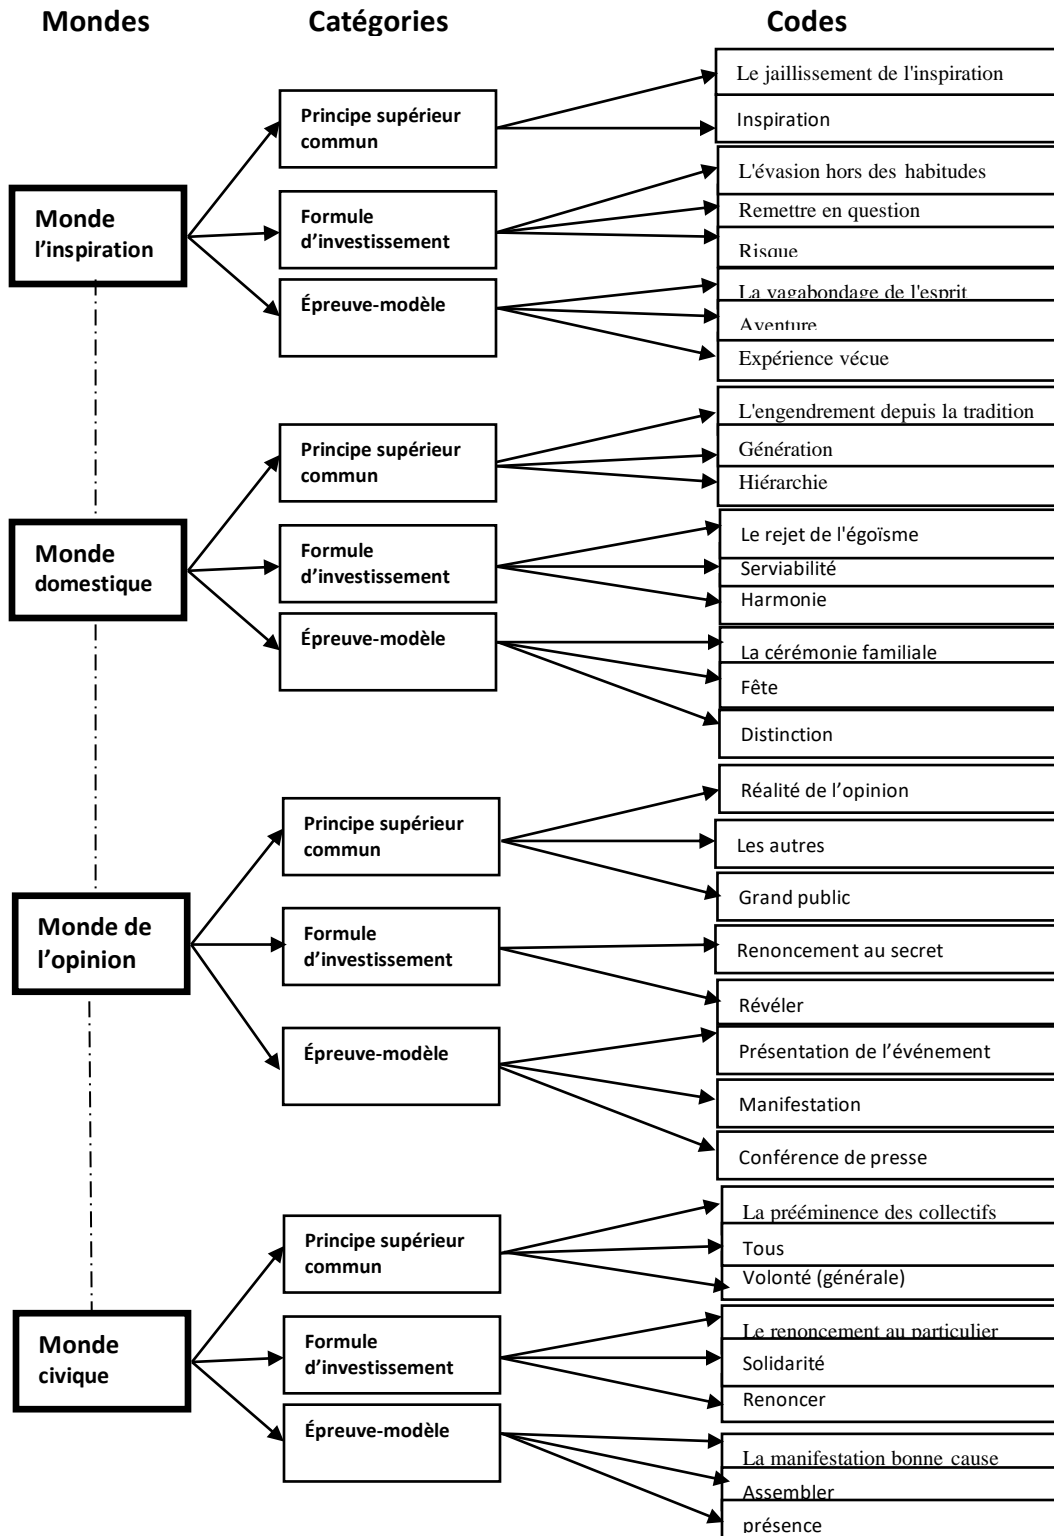 Mondes
Catégories
Codes
Monde
l’inspiration
Principe supérieur
commun
Le jaillissement de l'inspiration
Inspiration
Formule
d’investissement
L'évasion hors des habitudes
Remettre en question
Risque
Épreuve-modèle
La vagabondage de l'esprit
Aventure
Expérience vécue
Monde
domestique
Principe supérieur
commun
L'engendrement depuis la tradition
Génération
Hiérarchie
Formule
d’investissement
Le rejet de l'égoïsme
Serviabilité
Harmonie
Épreuve-modèle
La cérémonie familiale
Fête
Distinction
Monde de
l’opinion
Principe supérieur
commun
Réalité de l’opinion
Les autres
Grand public
Formule
d’investissement
Renoncement au secret
Révéler
Épreuve-modèle
Présentation de l’événement
Manifestation
Conférence de presse
Monde
civique
Principe supérieur
commun
La prééminence des collectifs
Tous
Volonté (générale)
Formule
d’investissement
Le renoncement au particulier
Solidarité
Renoncer
Épreuve-modèle
La manifestation bonne cause
Assembler
présence